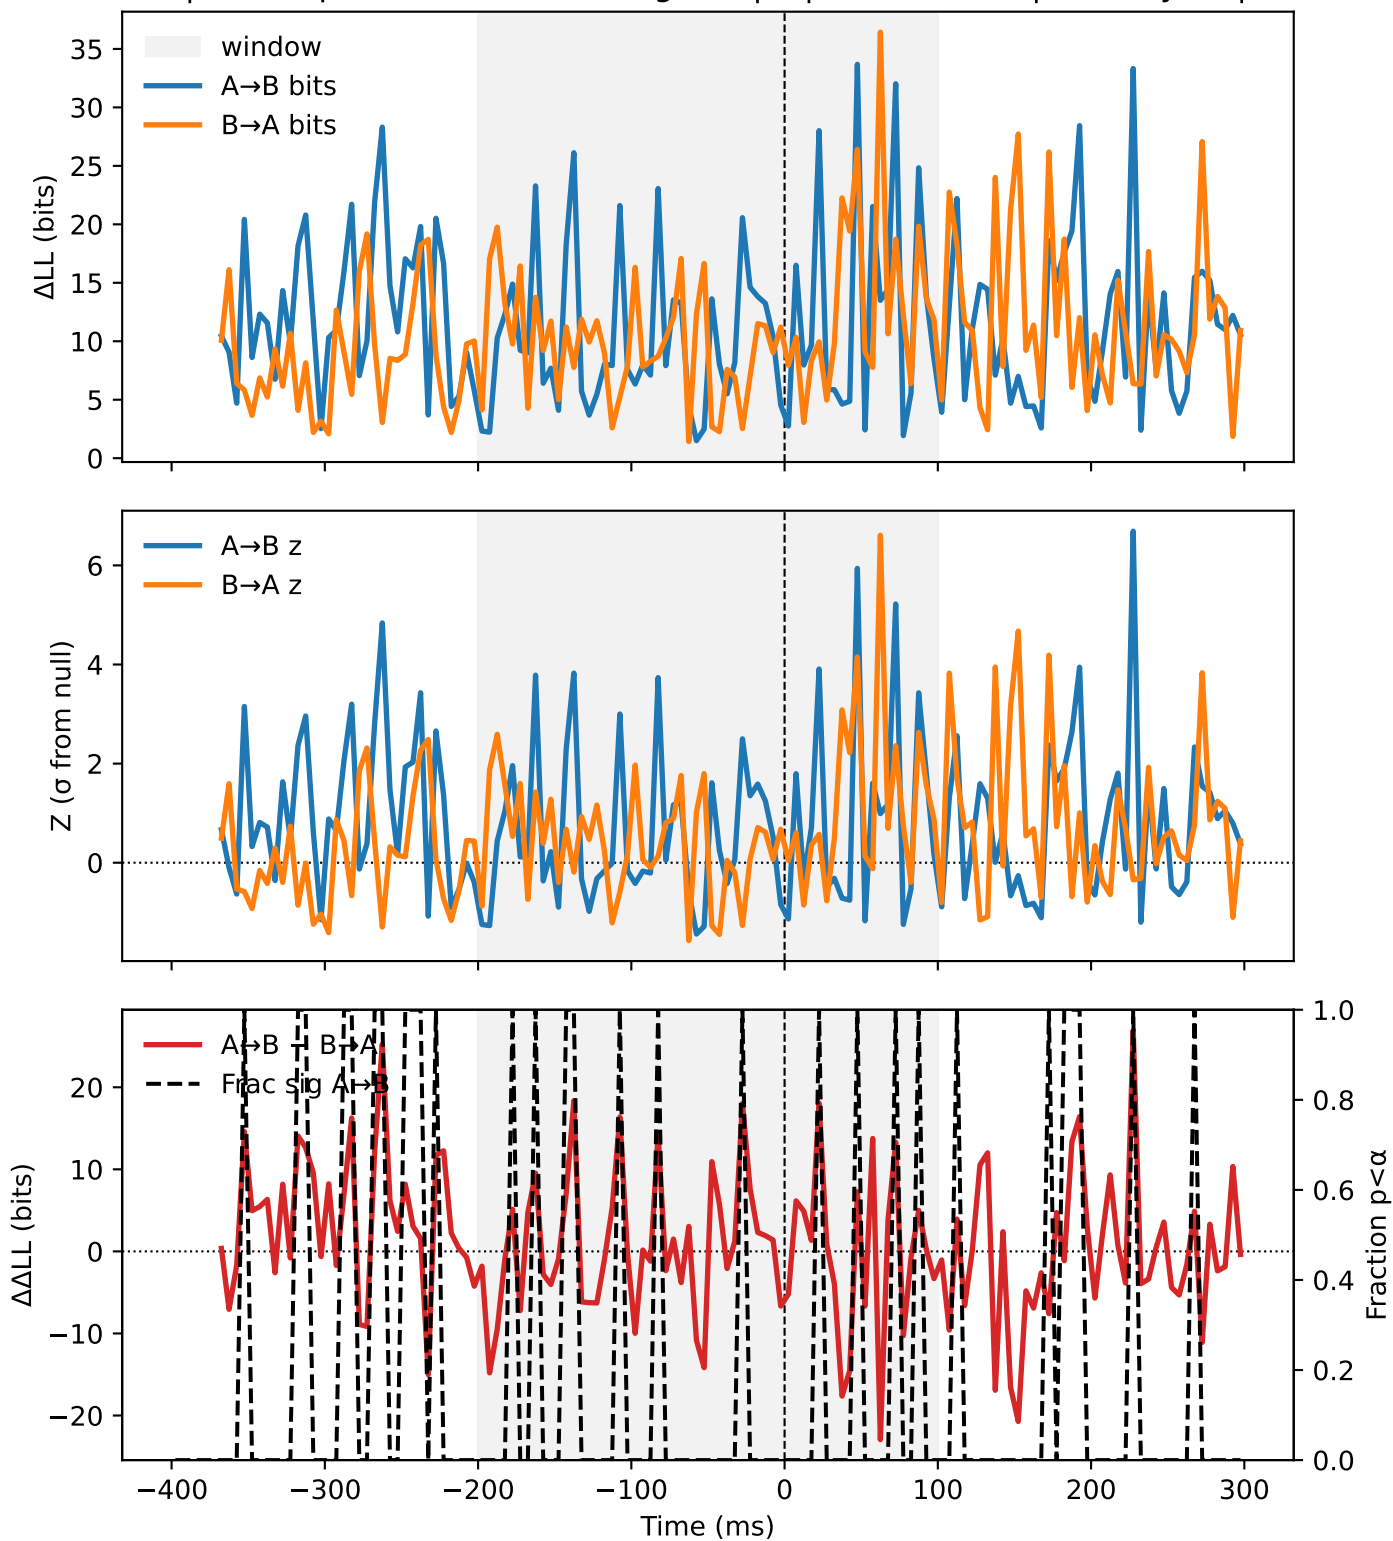 window
A→B bits
B→A bits
ΔLL (bits)
35
30
25
20
15
10
5
0
A→B z
B→A z
Z (σ from null)
6
4
2
0
A→B − B→A
Frac sig A→B
ΔΔLL (bits)
20
10
0
−10
−20
1.0
0.8
0.6
0.4
0.2
0.0
Fraction p<α
−400 −300 −200 −100 0 100 200 300
Time (ms)